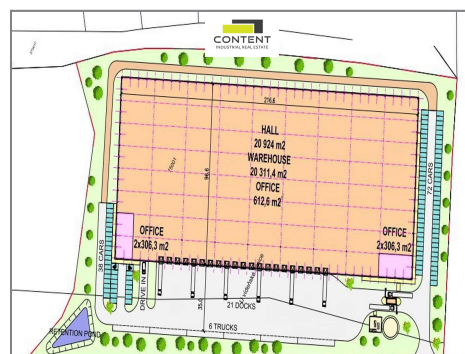 CONTENT
INDUSTRIAL REAL ESTATE
216.6
HALL
20 924 m2
WAREHOUSE
20 311,4 m2
OFFICE
612,6 m2
96.6
72 CARS
OFFICE
2x306,3 m2
OFFICE
2x306,3 m2
36 CARS
DRIVE IN
35.0
21 DOCKS
6 TRUCKS
RETENTION POND